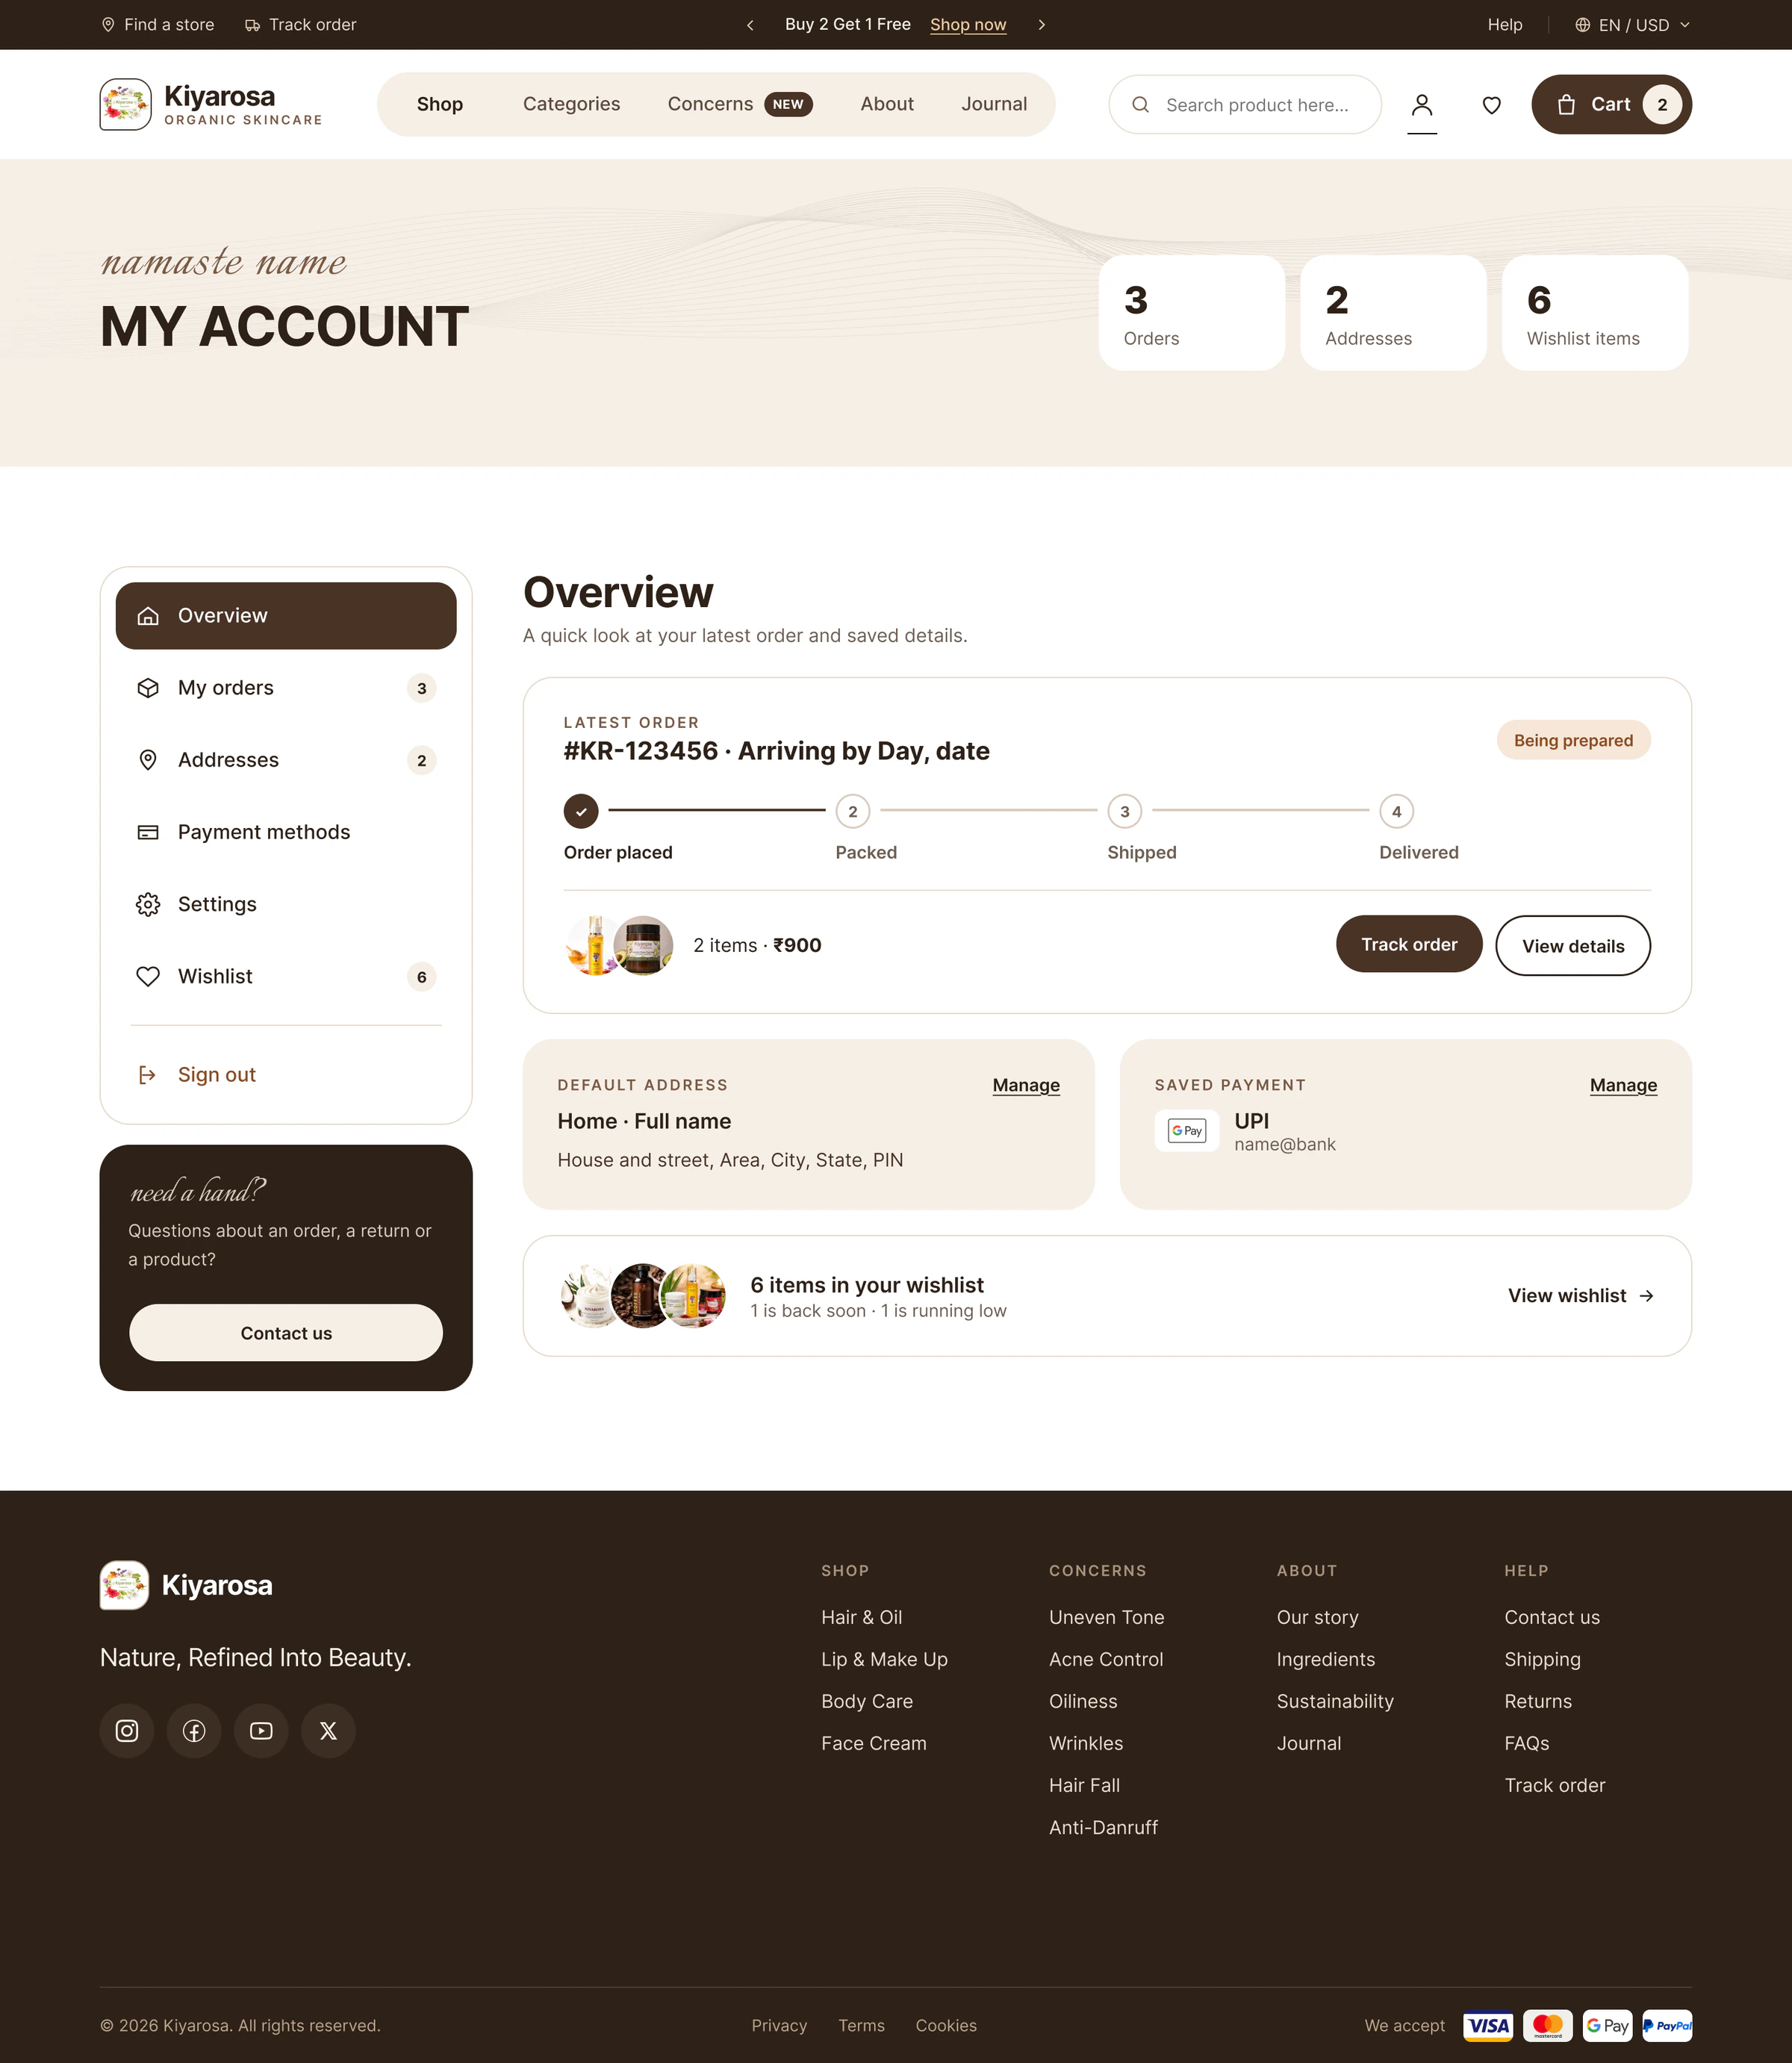 Find a store
Track order
Buy 2 Get 1 Free Shop now
Help
EN / USD
Kiyarosa
ORGANIC SKINCARE
Shop
Categories
Concerns NEW
About
Journal
Search product here...
Cart 2
namaste name
MY ACCOUNT
3
Orders
2
Addresses
6
Wishlist items
Overview
My orders 3
Addresses 2
Payment methods
Settings
Wishlist 6
Sign out
need a hand?
Questions about an order, a return or
a product?
Contact us
Overview
A quick look at your latest order and saved details.
LATEST ORDER
#KR-123456 · Arriving by Day, date
Being prepared
2
3
4
Order placed
Packed
Shipped
Delivered
2 items · ₹900
Track order
View details
DEFAULT ADDRESS
Manage
Home · Full name
House and street, Area, City, State, PIN
SAVED PAYMENT
Manage
G Pay
UPI
name@bank
6 items in your wishlist
1 is back soon · 1 is running low
View wishlist
Kiyarosa
Nature, Refined Into Beauty.
SHOP
Hair & Oil
Lip & Make Up
Body Care
Face Cream
CONCERNS
Uneven Tone
Acne Control
Oiliness
Wrinkles
Hair Fall
Anti-Danruff
ABOUT
Our story
Ingredients
Sustainability
Journal
HELP
Contact us
Shipping
Returns
FAQs
Track order
© 2026 Kiyarosa. All rights reserved.
Privacy
Terms
Cookies
We accept
VISA
mastercard
G Pay
PayPal